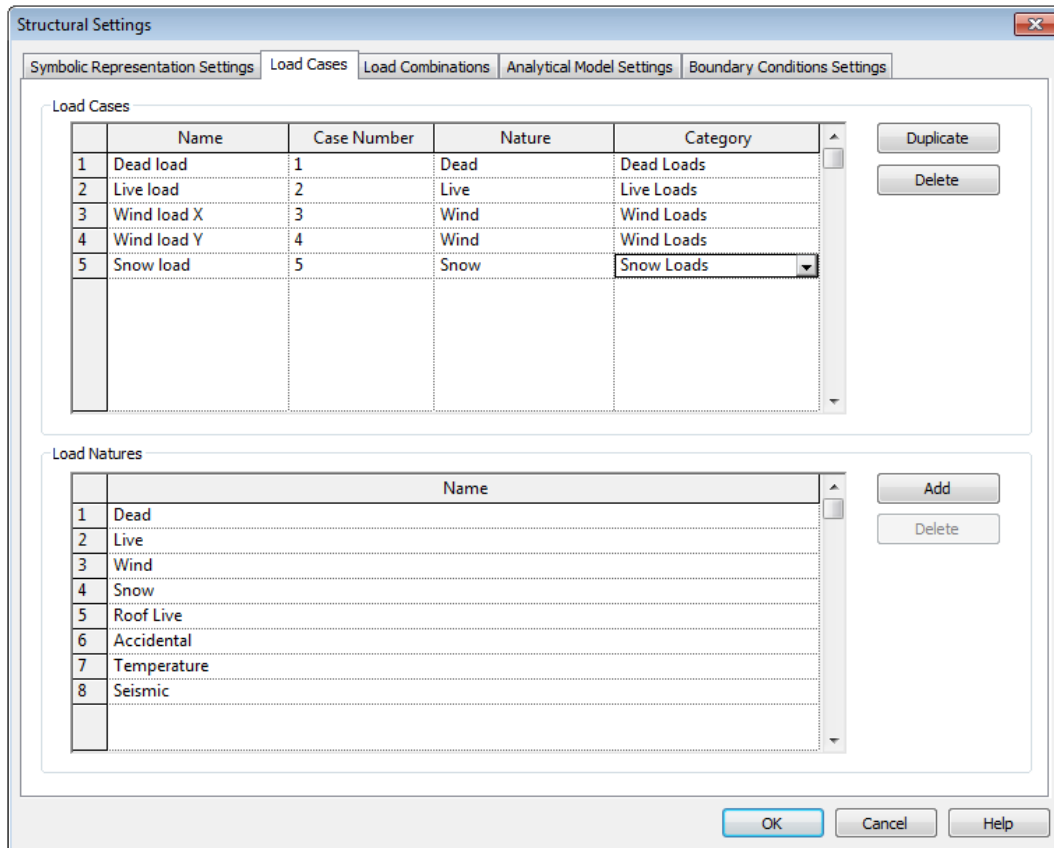 Structural Settings
Symbolic Representation Settings Load Cases Load Combinations Analytical Model Settings Boundary Conditions Settings
Load Cases
Name Case Number Nature Category
1 Dead load 1 Dead Dead Loads
2 Live load 2 Live Live Loads
3 Wind load X 3 Wind Wind Loads
4 Wind load Y 4 Wind Wind Loads
5 Snow load 5 Snow Snow Loads
Duplicate
Delete
Load Natures
Name
1 Dead
2 Live
3 Wind
4 Snow
5 Roof Live
6 Accidental
7 Temperature
8 Seismic
Add
Delete
OK Cancel Help